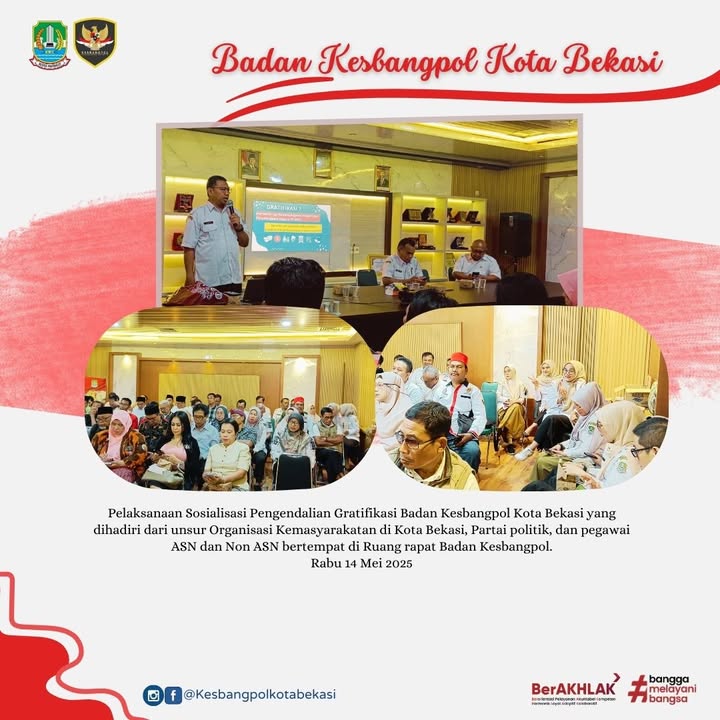 Badan Kesbangpol Kota Bekasi
GRATIFIKASI ?
Pelaksanaan Sosialisasi Pengendalian Gratifikasi Badan Kesbangpol Kota Bekasi yang
dihadiri dari unsur Organisasi Kemasyarakatan di Kota Bekasi, Partai politik, dan pegawai
ASN dan Non ASN bertempat di Ruang rapat Badan Kesbangpol.
Rabu 14 Mei 2025
@Kesbangpolkotabekasi
BerAKHLAK
#bangga
melayani
bangsa